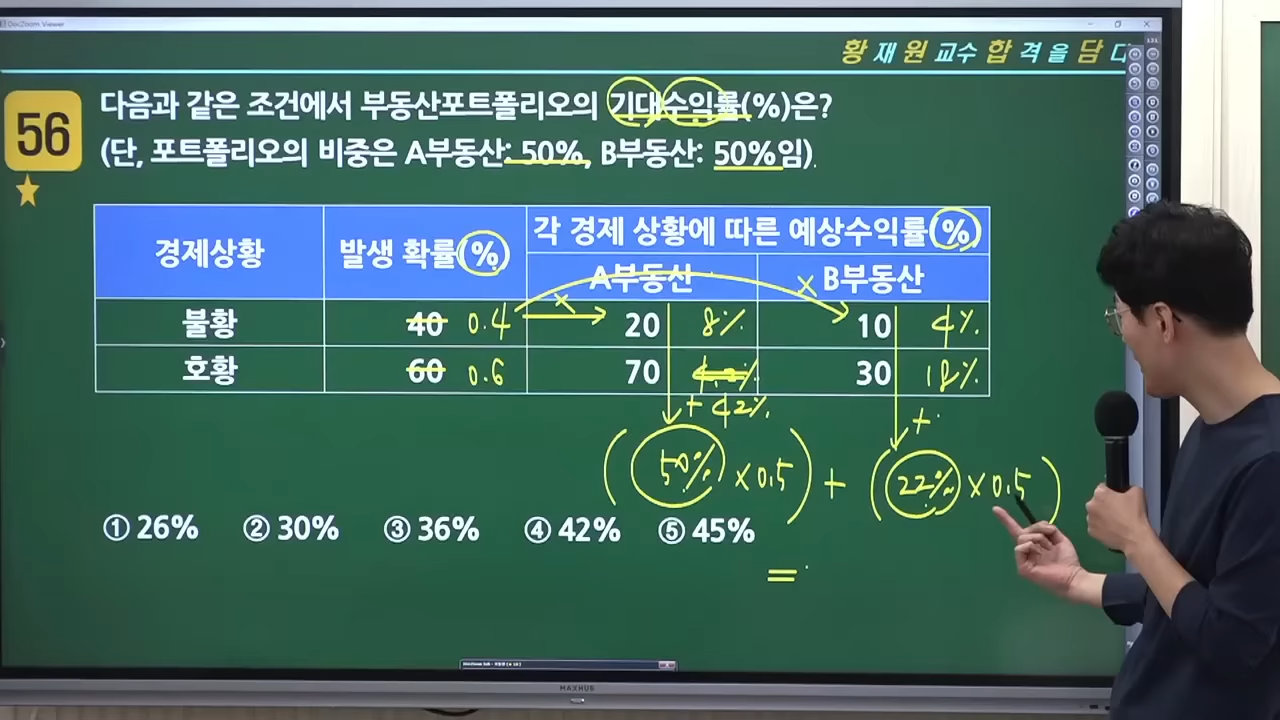 DocZoom Viewer
황재원교수합격을담다
56
다음과 같은 조건에서 부동산포트폴리오의 기대수익률(%)은?
(단, 포트폴리오의 비중은 A부동산: 50%, B부동산: 50%임).
경제상황 발생 확률(%) 각 경제 상황에 따른 예상수익률(%)
A부동산 × B부동산
불황 40 0.4 × 20 8% 10 4%
호황 60 0.6 70 30 18%
+ 42% +
(50% × 0.5) + (22% × 0.5)
① 26% ② 30% ③ 36% ④ 42% ⑤ 45%
=
MAXHUB